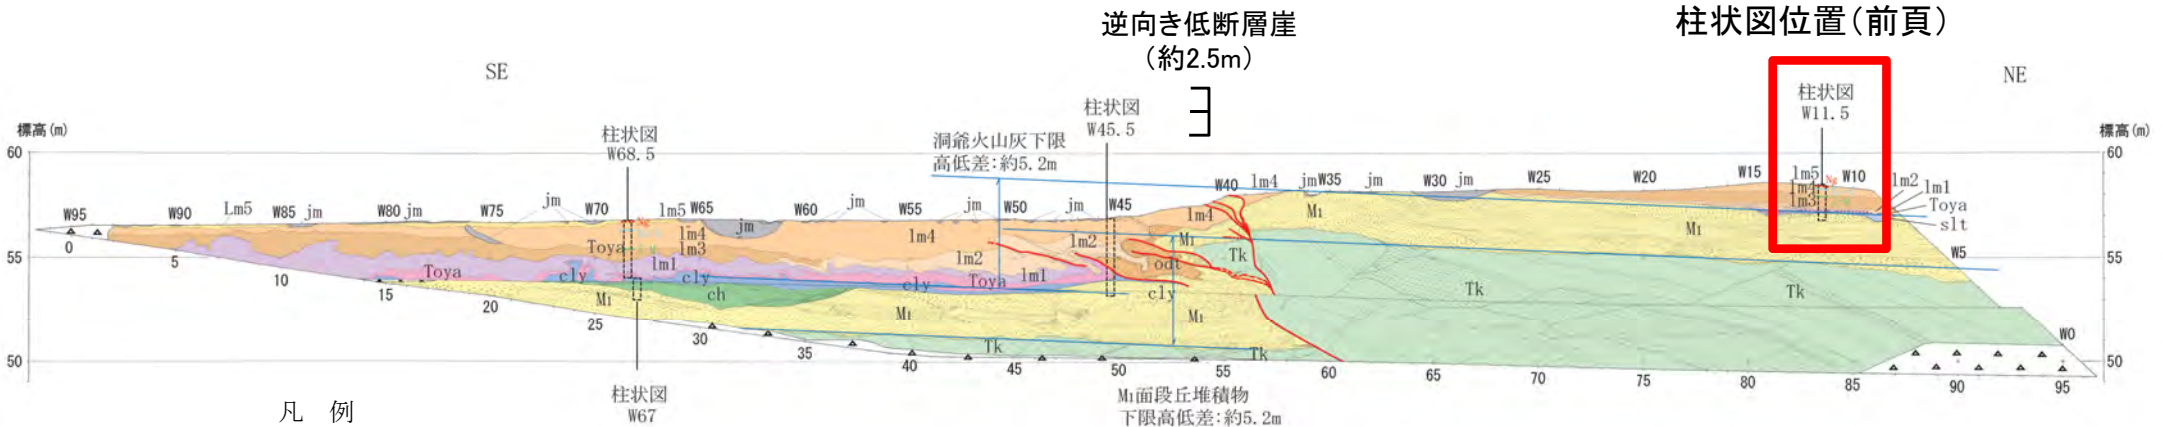 逆向き低断層崖
(約2.5m)
柱状図位置(前頁)
SE
NE
柱状図
W68.5
洞爺火山灰下限
高低差:約5.2m
柱状図
W45.5
柱状図
W11.5
標高(m)
標高(m)
60
60
W95
W90
Lm5
W85
jm
W80
jm
W75
jm
W70
Ng
lm5
W65
jm
W60
jm
W55
jm
W50
jm
W45
W40
lm4
jm
W35
jm
W30
jm
W25
W20
W15
lm5
Ng
W10
lm2
lm1
Toya
slt
lm4
lm3
lm4
lm3
Toya
lm1
lm4
lm2
lm2
lm4
M1
M1
M1
odt
Tk
W5
55
55
Toya
cly
cly
ch
cly
Toya
lm1
cly
M1
M1
M1
Tk
Tk
Tk
Tk
W0
50
50
0
5
10
15
20
25
30
35
40
45
50
55
60
65
70
75
80
85
90
95
柱状図
W67
M1面段丘堆積物
下限高低差:約5.2m
凡 例